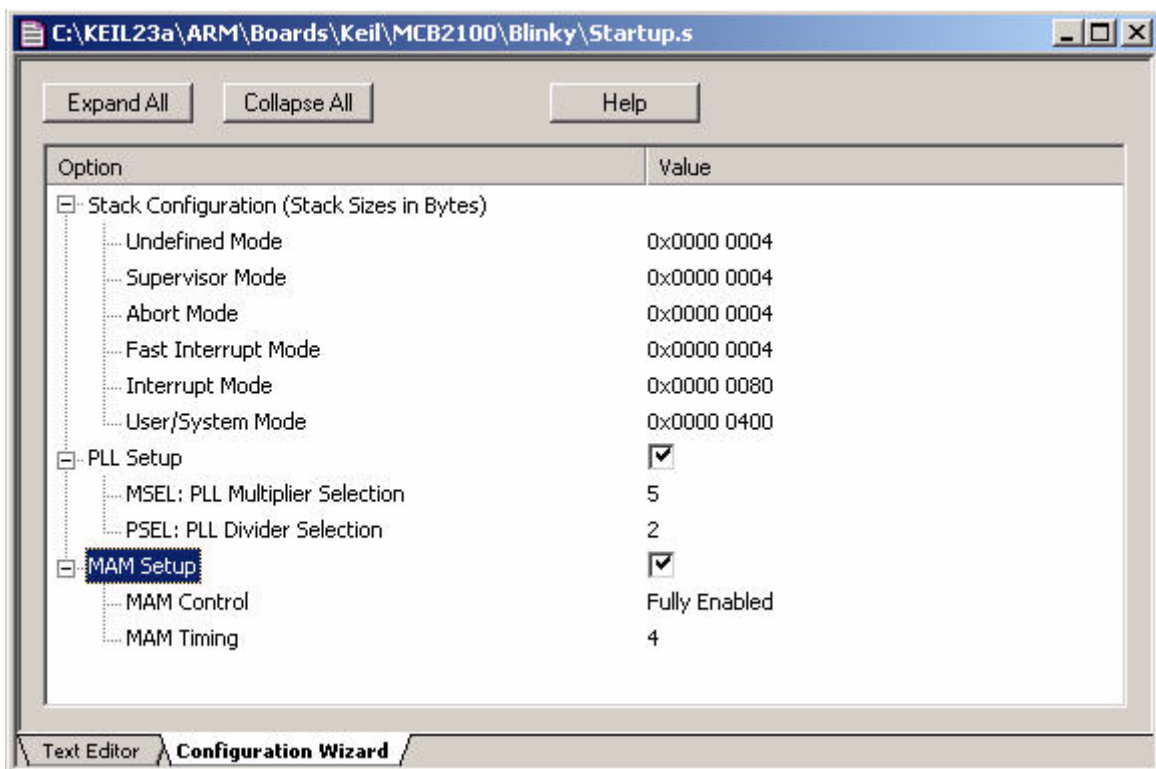 C:\KEIL23a\ARM\Boards\Keil\MCB2100\Blinky\Startup.s
Expand All Collapse All Help
Option Value
Stack Configuration (Stack Sizes in Bytes)
Undefined Mode 0x0000 0004
Supervisor Mode 0x0000 0004
Abort Mode 0x0000 0004
Fast Interrupt Mode 0x0000 0004
Interrupt Mode 0x0000 0080
User/System Mode 0x0000 0400
PLL Setup
MSEL: PLL Multiplier Selection 5
PSEL: PLL Divider Selection 2
MAM Setup
MAM Control Fully Enabled
MAM Timing 4
Text Editor Configuration Wizard